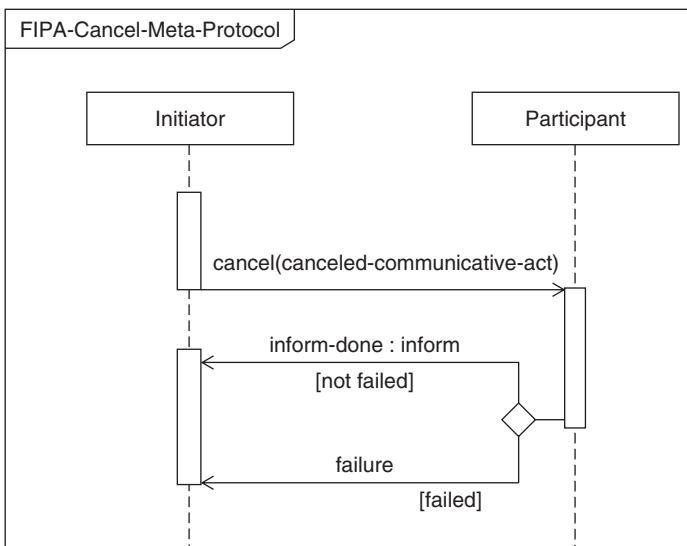 FIPA-Cancel-Meta-Protocol
Initiator
Participant
cancel(canceled-communicative-act)
inform-done : inform
[not failed]
failure
[failed]